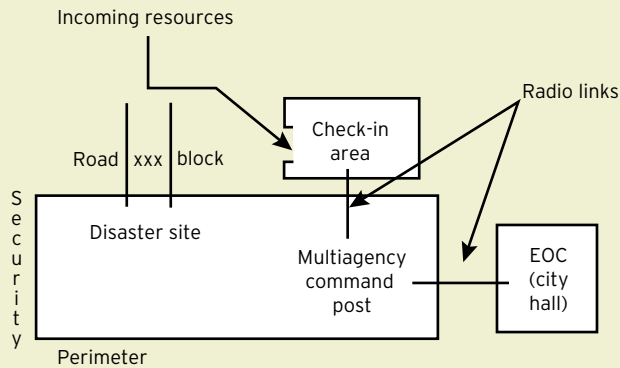 Incoming resources
Radio links
Check-in
area
Road xxx block
Security
Disaster site
Multiagency
command
post
EOC
(city
hall)
Perimeter